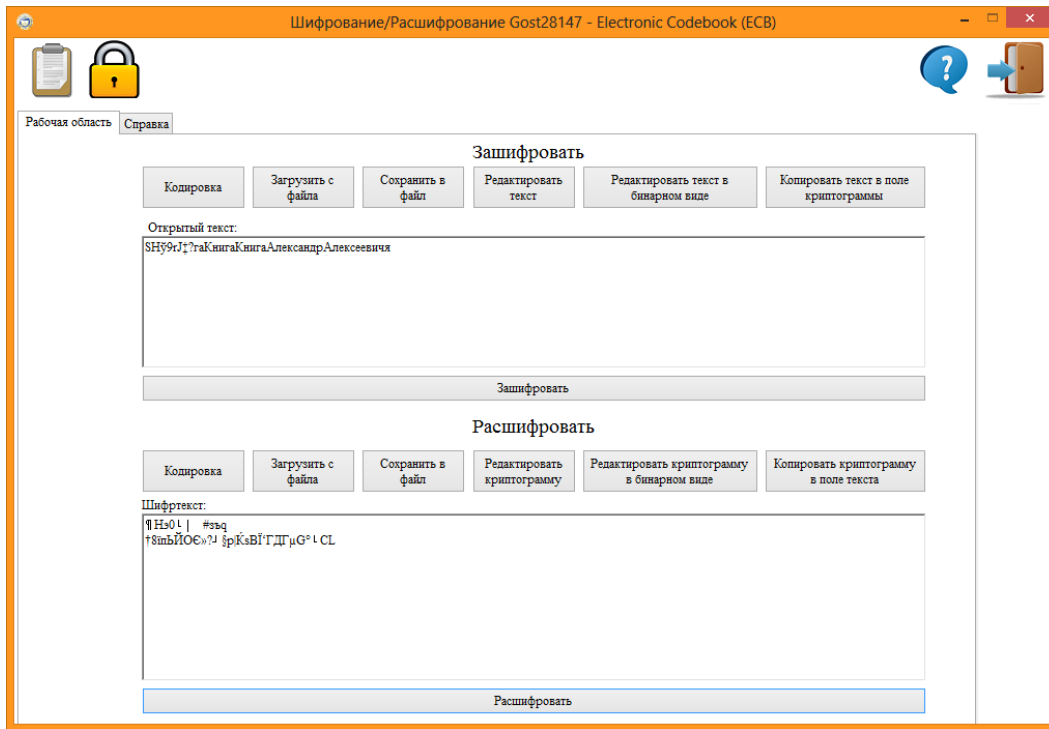 Шифрование/Расшифрование Gost28147 - Electronic Codebook (ECB)
Рабочая область Справка
Зашифровать
Кодировка
Загрузить с файла
Сохранить в файл
Редактировать текст
Редактировать текст в бинарном виде
Копировать текст в поле криптограммы
Открытый текст:
ЅНў9rJ‡?гаКнигаКнигаАлександрАлексеевичя
Зашифровать
Расшифровать
Кодировка
Загрузить с файла
Сохранить в файл
Редактировать криптограмму
Редактировать криптограмму в бинарном виде
Копировать криптограмму в поле текста
Шифртекст:
Расшифровать